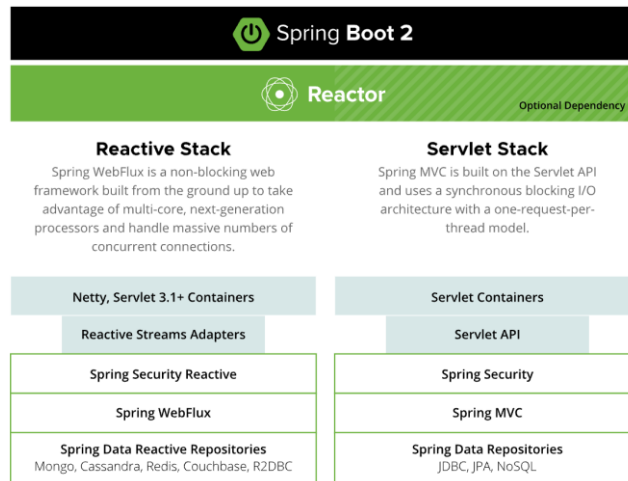 Spring Boot 2
Reactor
Optional Dependency
Reactive Stack
Spring WebFlux is a non-blocking web
framework built from the ground up to take
advantage of multi-core, next-generation
processors and handle massive numbers of
concurrent connections.
Servlet Stack
Spring MVC is built on the Servlet API
and uses a synchronous blocking I/O
architecture with a one-request-per-
thread model.
Netty, Servlet 3.1+ Containers
Reactive Streams Adapters
Spring Security Reactive
Spring WebFlux
Spring Data Reactive Repositories
Mongo, Cassandra, Redis, Couchbase, R2DBC
Servlet Containers
Servlet API
Spring Security
Spring MVC
Spring Data Repositories
JDBC, JPA, NoSQL